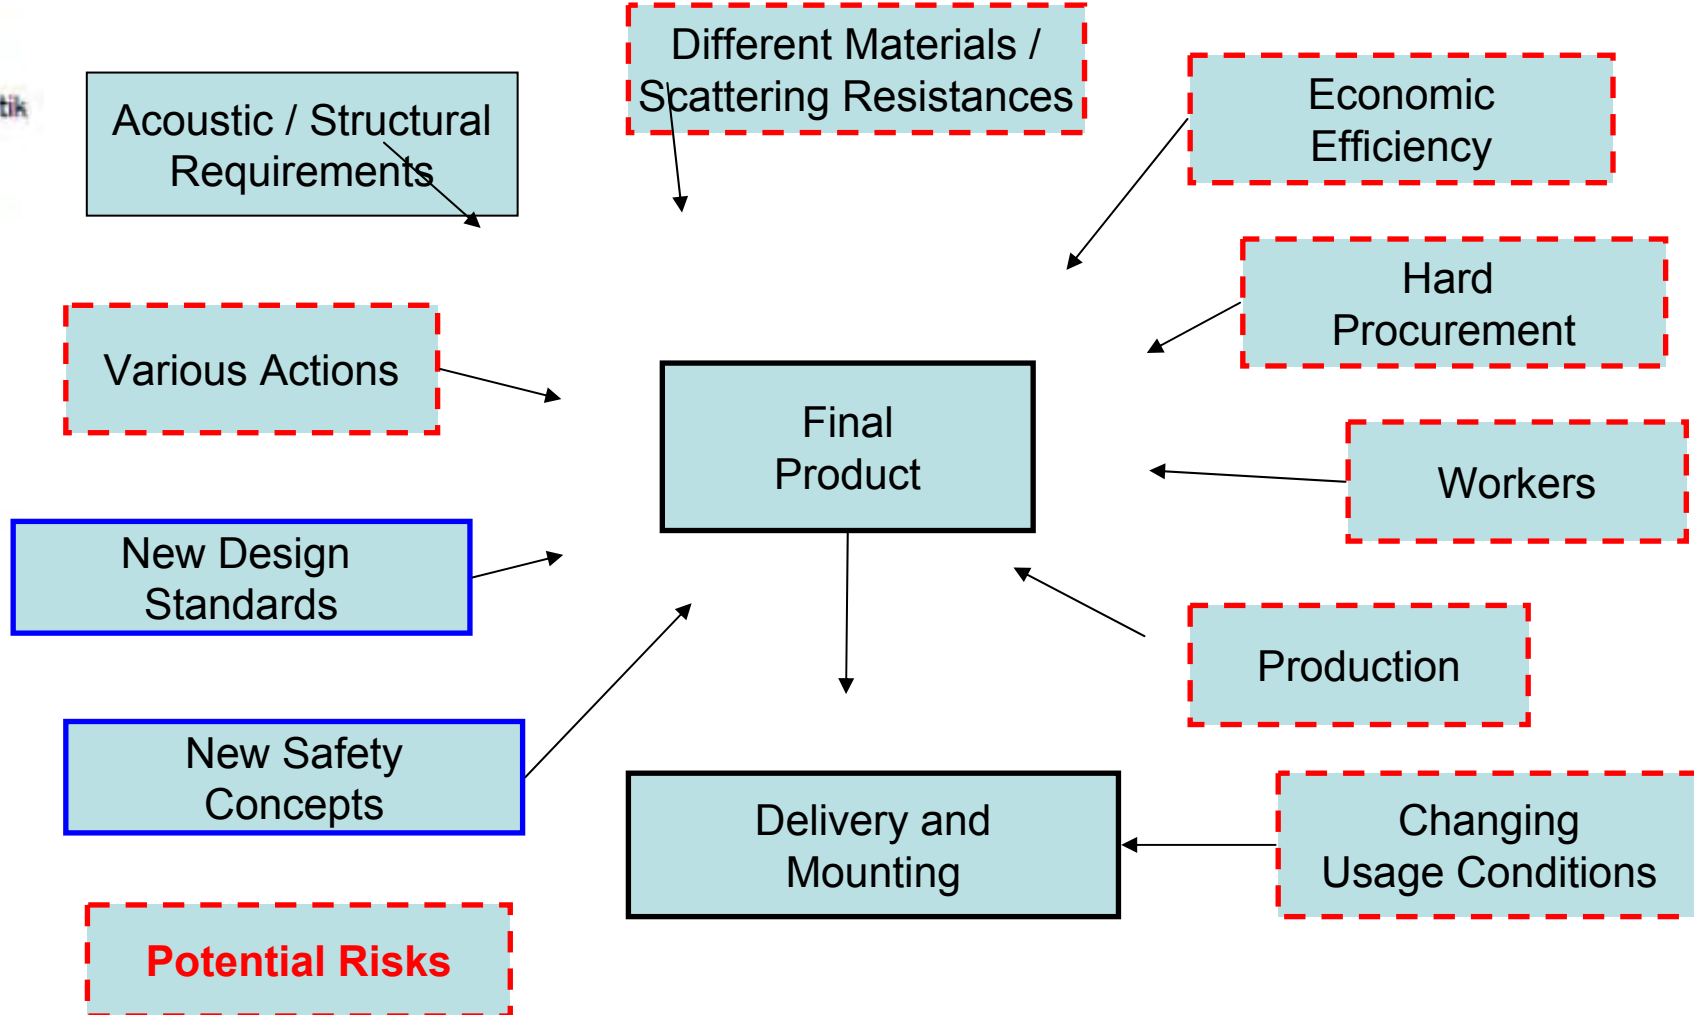 tik
Different Materials /
Scattering Resistances
Acoustic / Structural
Requirements
Economic
Efficiency
Hard
Procurement
Various Actions
Final
Product
Workers
New Design
Standards
Production
New Safety
Concepts
Delivery and
Mounting
Changing
Usage Conditions
Potential Risks